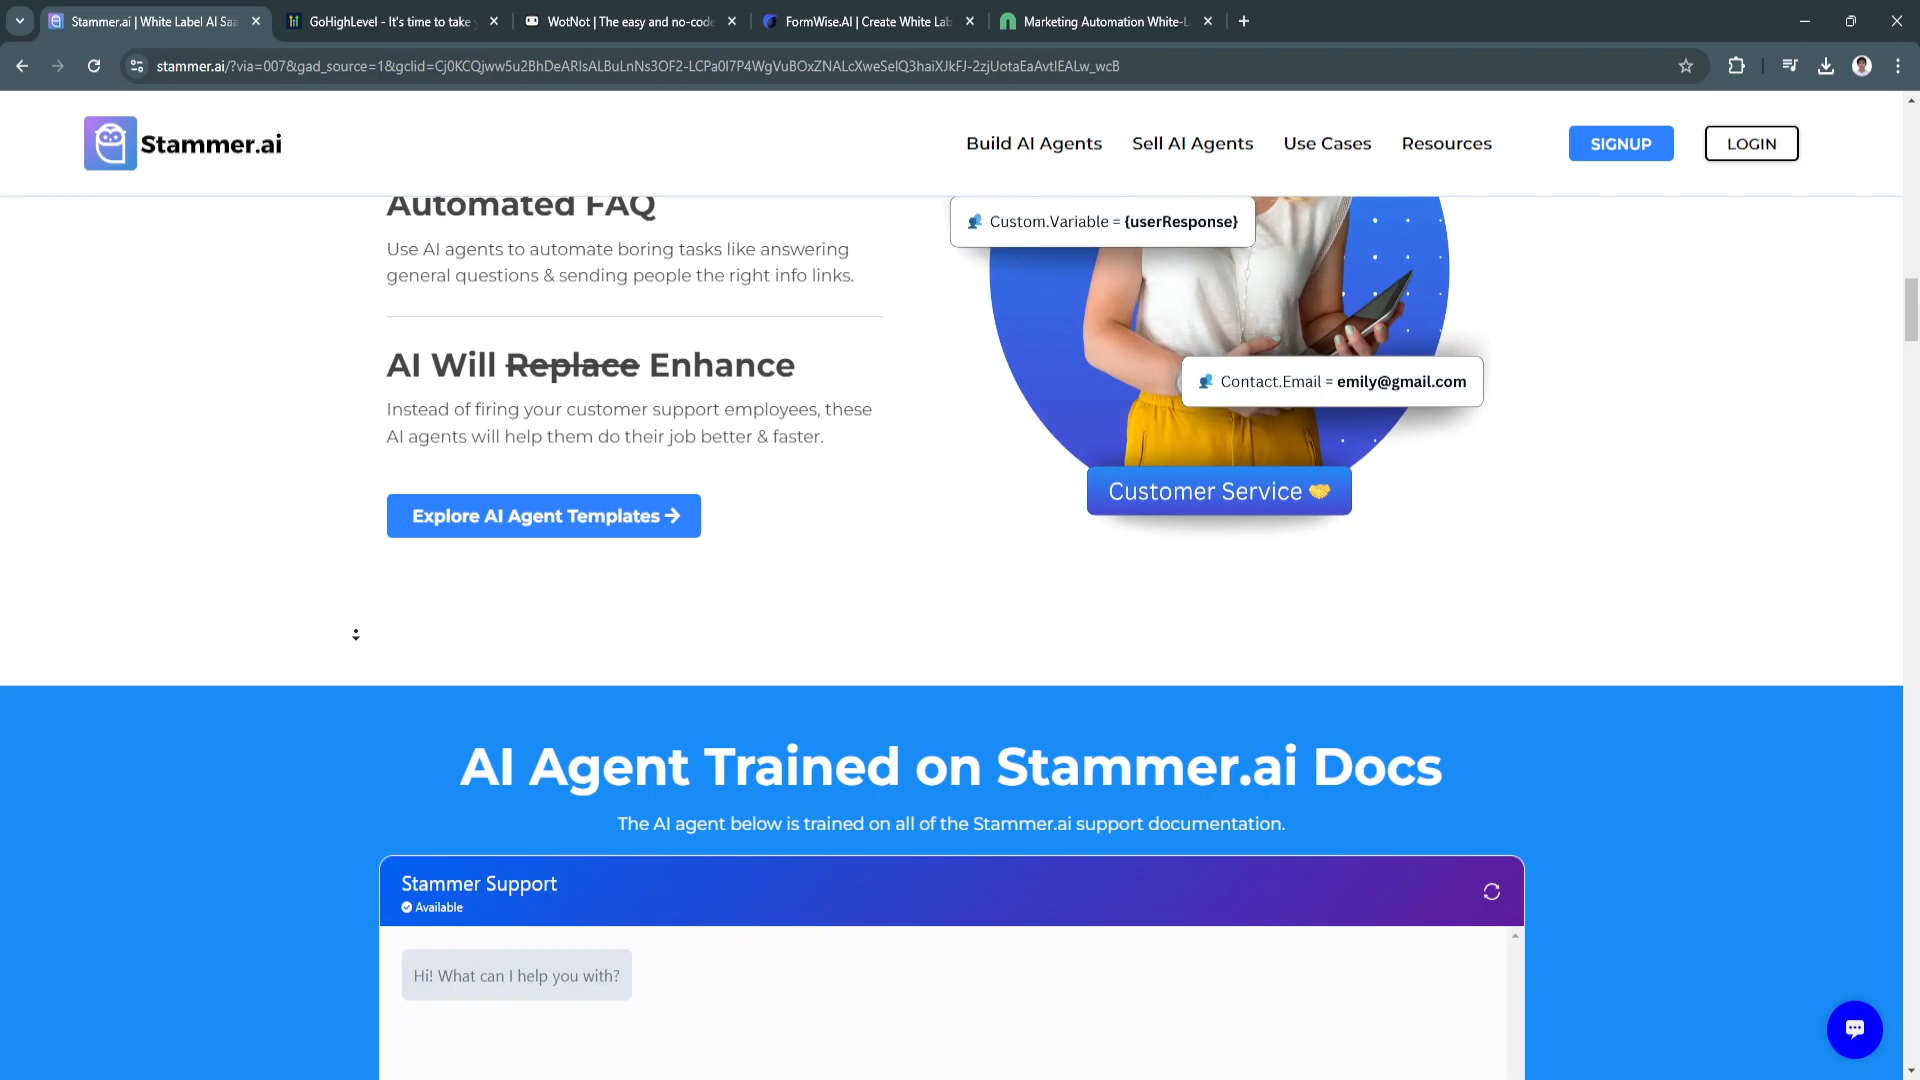 Stammer.ai | White Label AI Saa
GoHighLevel - It's time to take
WotNot | The easy and no-code
FormWise.AI | Create White Lab
Marketing Automation White-L
stammer.ai/?via=007&gad_source=1&gclid=Cj0KCQjww5u2BhDeARIsALBuLnNs3OF2-LCPa0I7P4WgVuBOxZNALcXweSeIQ3haiXJkFJ-2zjUotaEaAvtIEALw_wcB
Stammer.ai
Build AI Agents
Sell AI Agents
Use Cases
Resources
SIGNUP
LOGIN
Automated FAQ
Use AI agents to automate boring tasks like answering
general questions & sending people the right info links.
AI Will Replace Enhance
Instead of firing your customer support employees, these
AI agents will help them do their job better & faster.
Explore AI Agent Templates →
Custom.Variable = {userResponse}
Contact.Email = emily@gmail.com
Customer Service
AI Agent Trained on Stammer.ai Docs
The AI agent below is trained on all of the Stammer.ai support documentation.
Stammer Support
Available
Hi! What can I help you with?